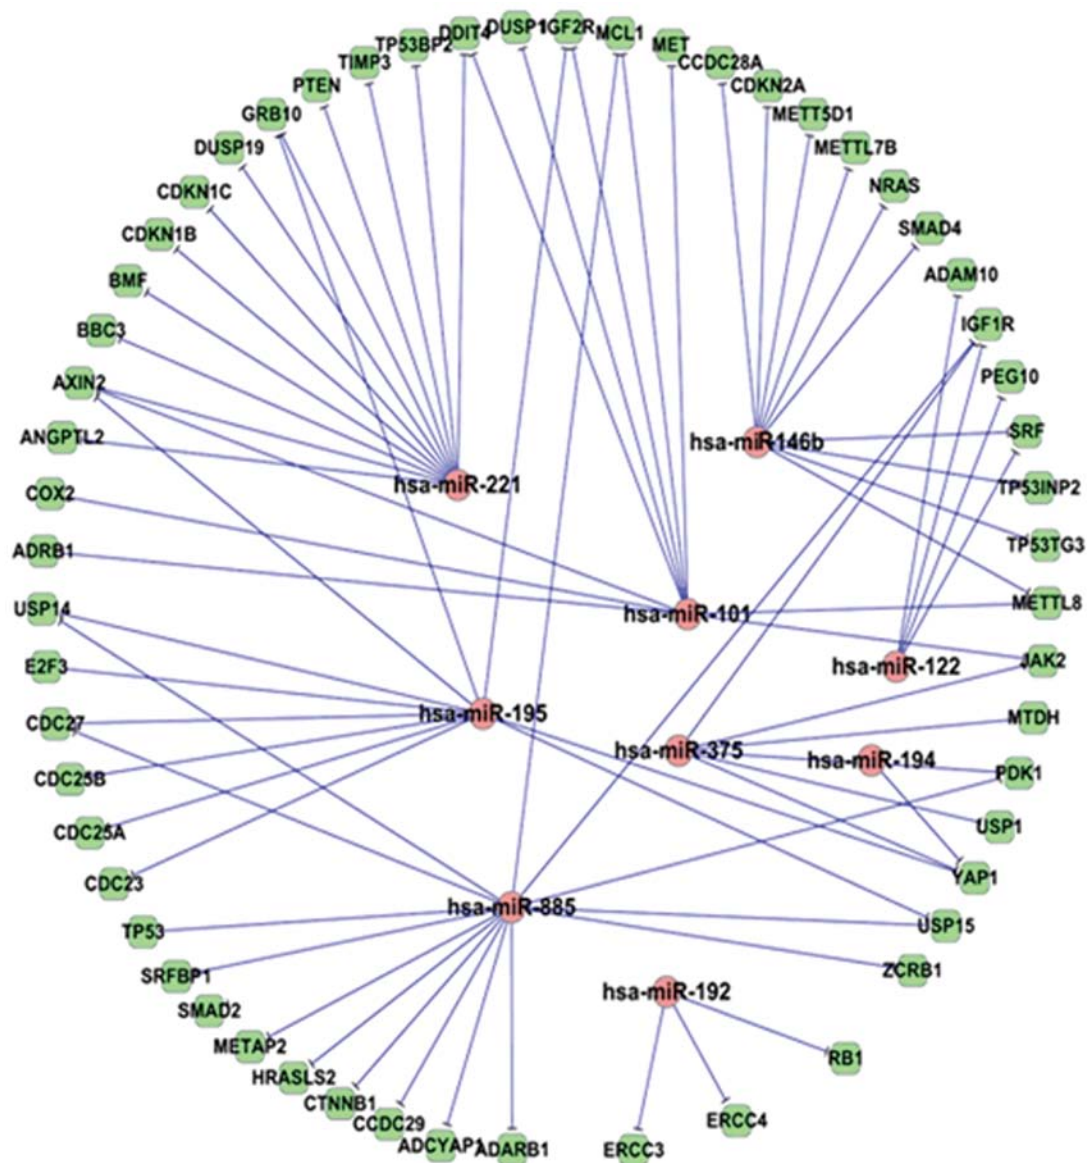 DDIT4
DUSP1
IGF2R
MCL1
TP53BP2
MET
TIMP3
CCDC28A
PTEN
CDKN2A
GRB10
METT5D1
DUSP19
METTL7B
CDKN1C
NRAS
CDKN1B
SMAD4
BMF
ADAM10
BBC3
IGF1R
AXIN2
PEG10
ANGPTL2
SRF
hsa-miR146b
hsa-miR-221
COX2
TP53INP2
ADRB1
TP53TG3
USP14
hsa-miR-101
METTL8
E2F3
hsa-miR-122
JAK2
CDC27
hsa-miR-195
MTDH
hsa-miR-375
hsa-miR-194
CDC25B
PDK1
CDC25A
USP1
CDC23
YAP1
hsa-miR-885
TP53
USP15
SRFBP1
ZCRB1
hsa-miR-192
SMAD2
METAP2
RB1
HRASLS2
CTNNB1
CCDC29
ERCC4
ADCYAP1
ADARB1
ERCC3